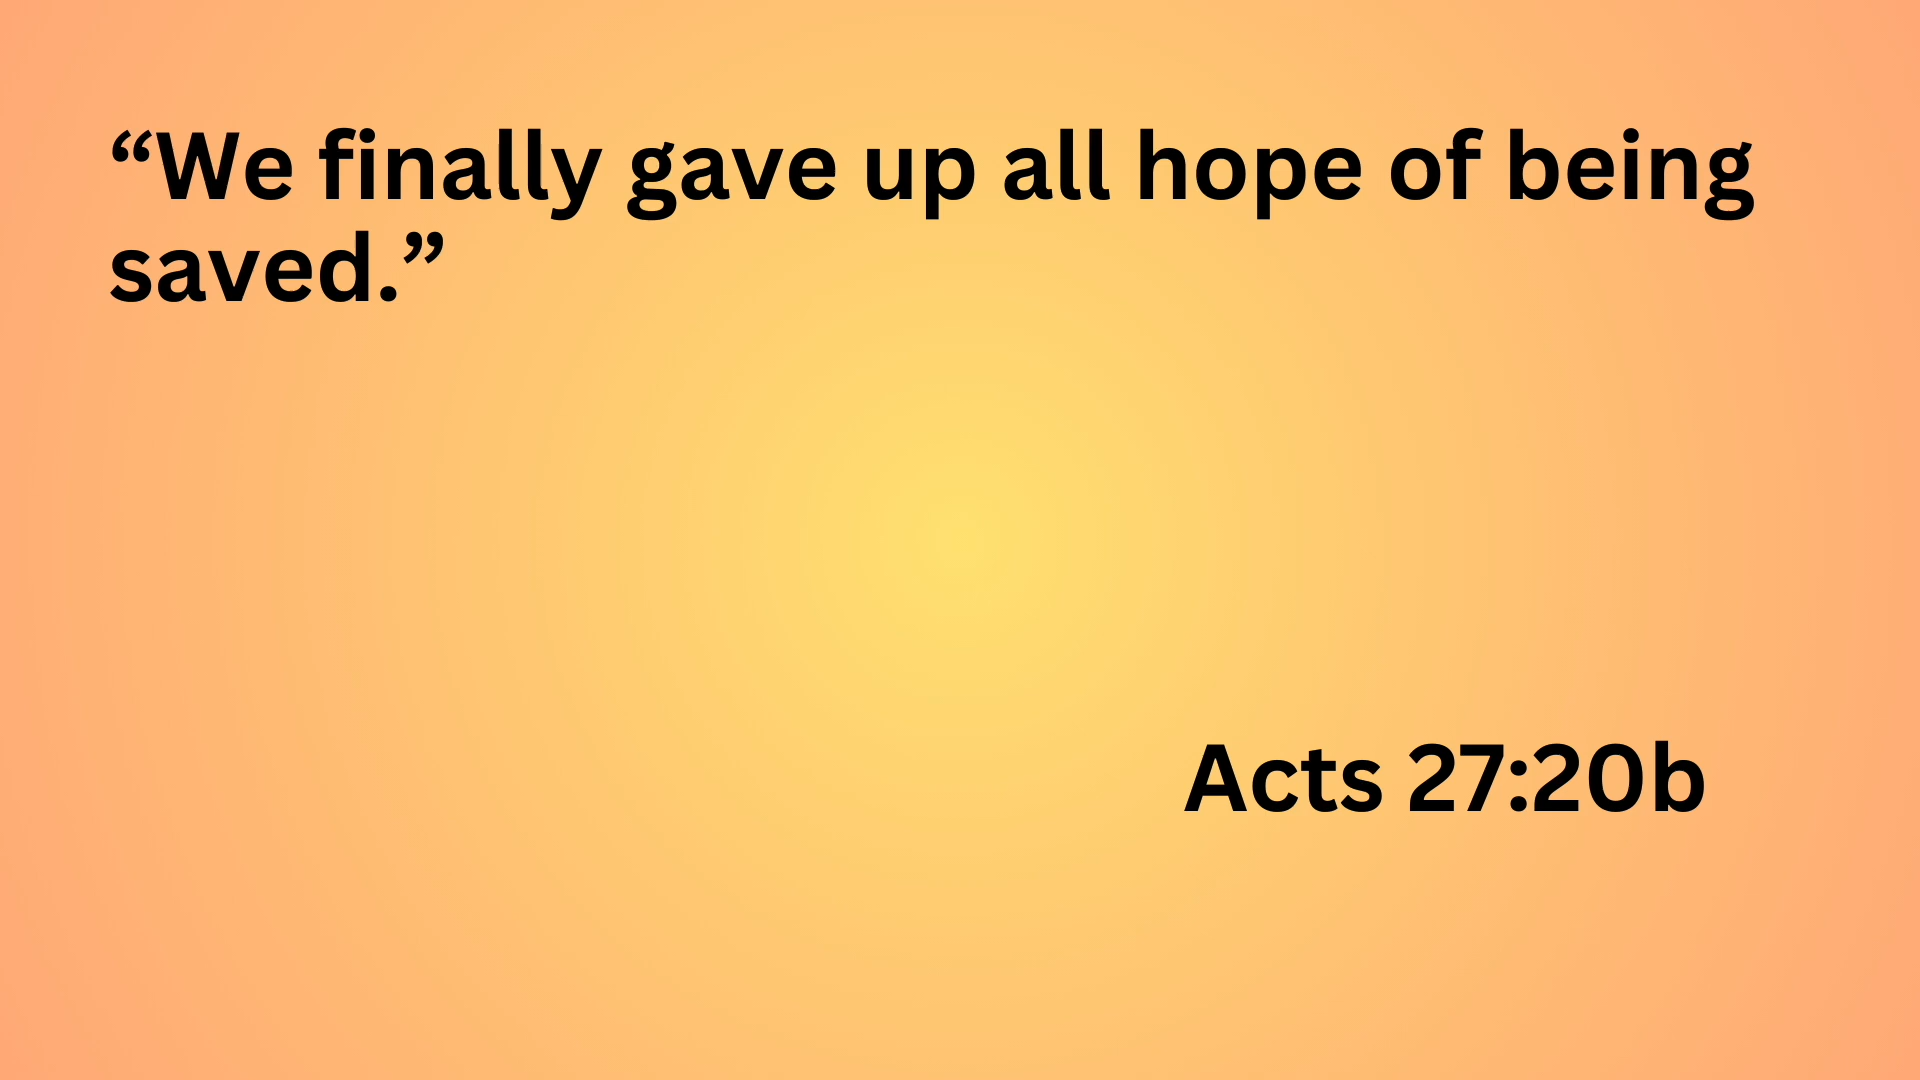 “We finally gave up all hope of being
saved.”
Acts 27:20b